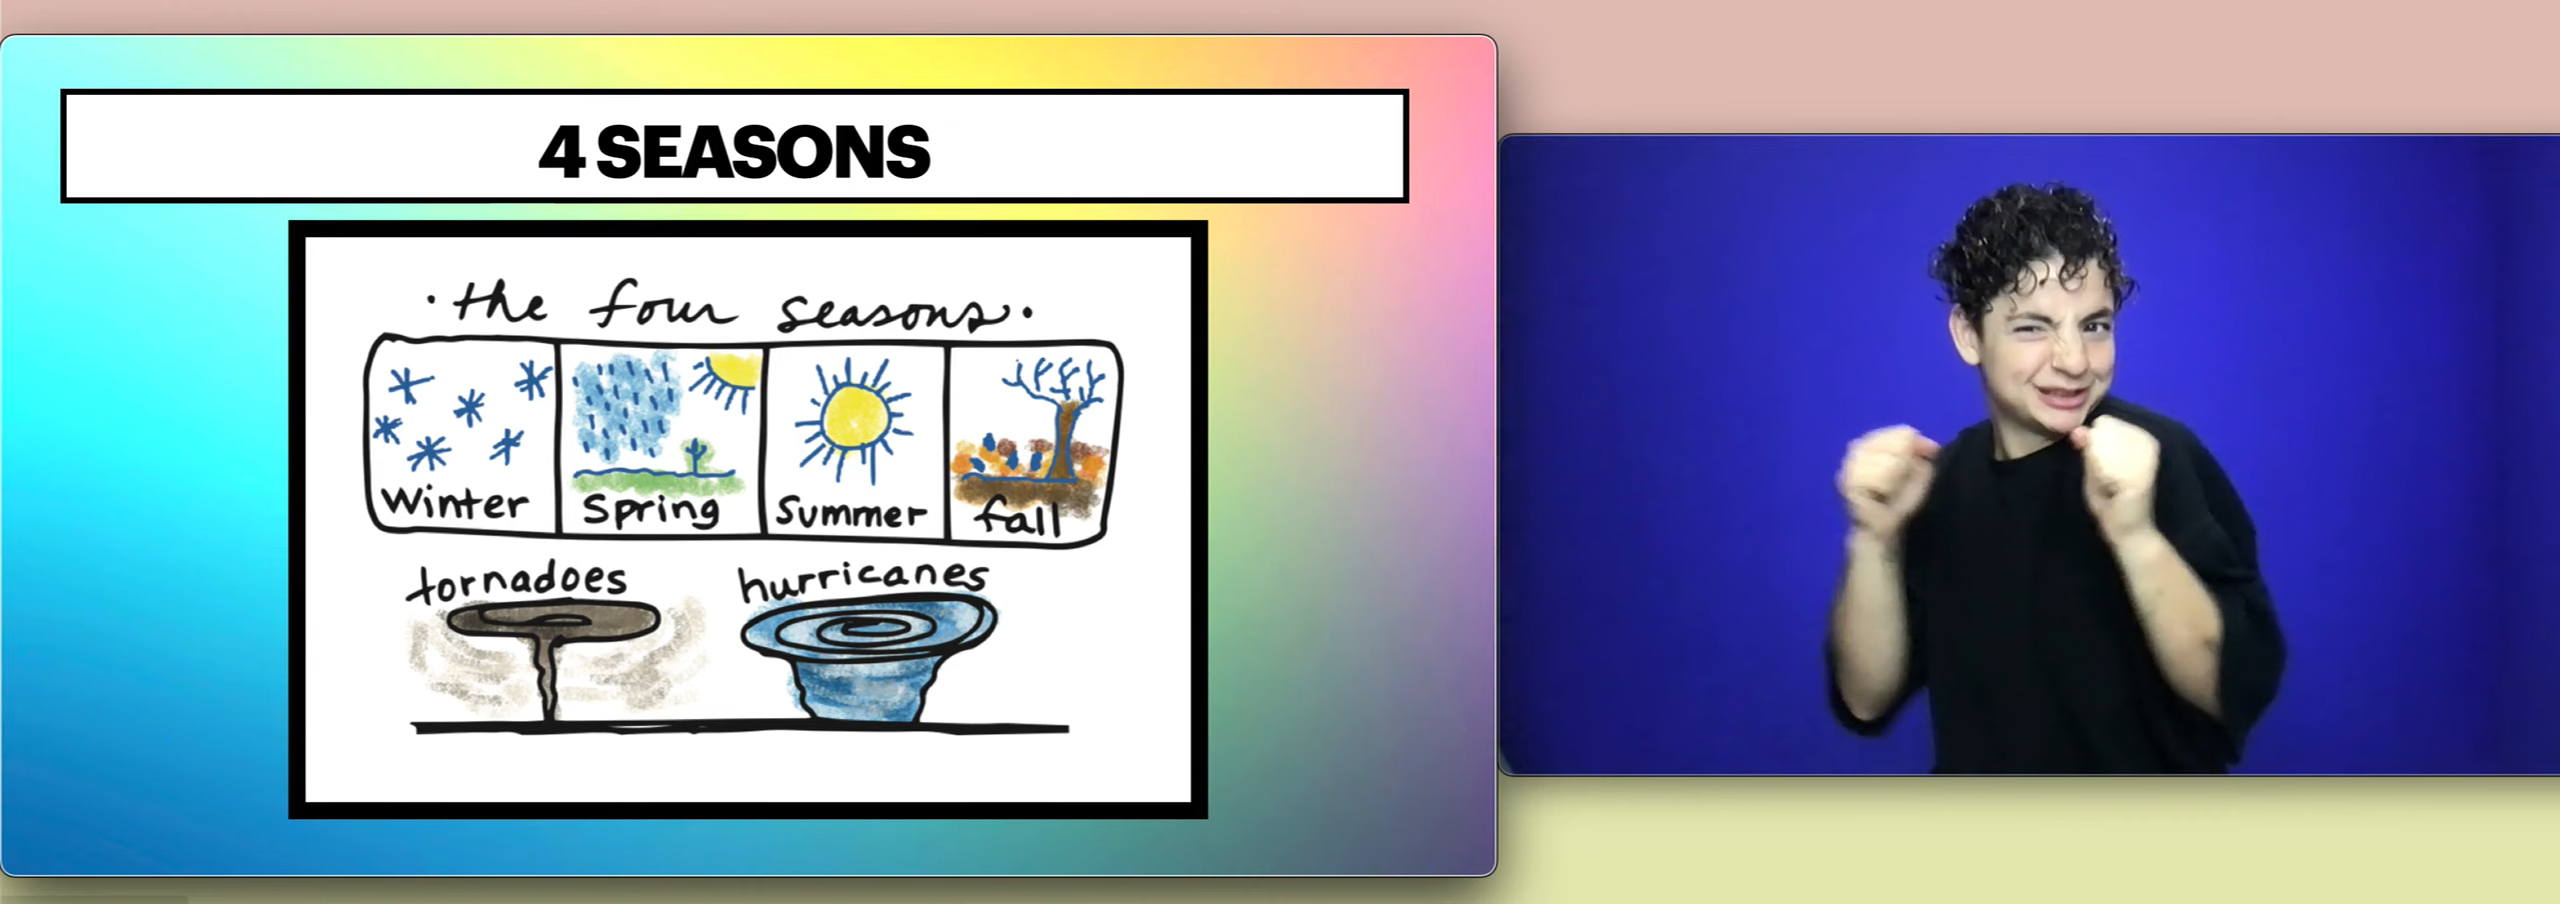 4 SEASONS
· the four seasons ·
Winter Spring Summer fall
tornadoes hurricanes